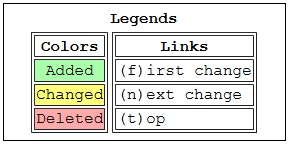 Legends
Colors Links
Added (f)irst change
Changed (n)ext change
Deleted (t)op